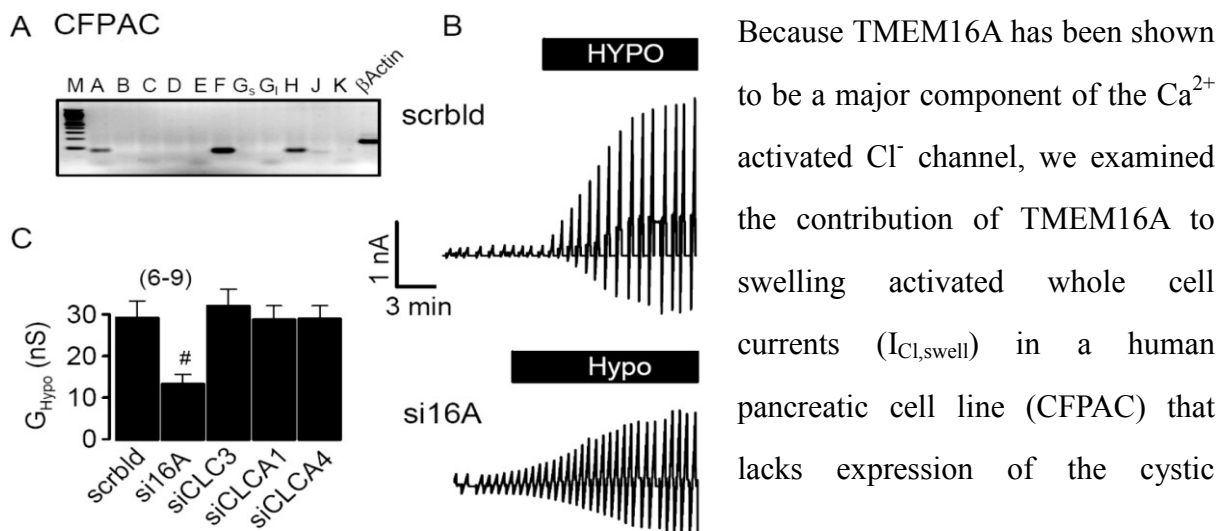 A CFPAC
M A B C D E F Gs Gl H J K βActin
B
HYPO
scrbld
1 nA
3 min
Hypo
si16A
C
(6-9)
#
GHypo (nS)
30
20
10
0
scrbld si16A siCLC3 siCLCA1 siCLCA4
Because TMEM16A has been shown
to be a major component of the Ca2+
activated Cl- channel, we examined
the contribution of TMEM16A to
swelling activated whole cell
currents (ICl,swell) in a human
pancreatic cell line (CFPAC) that
lacks expression of the cystic